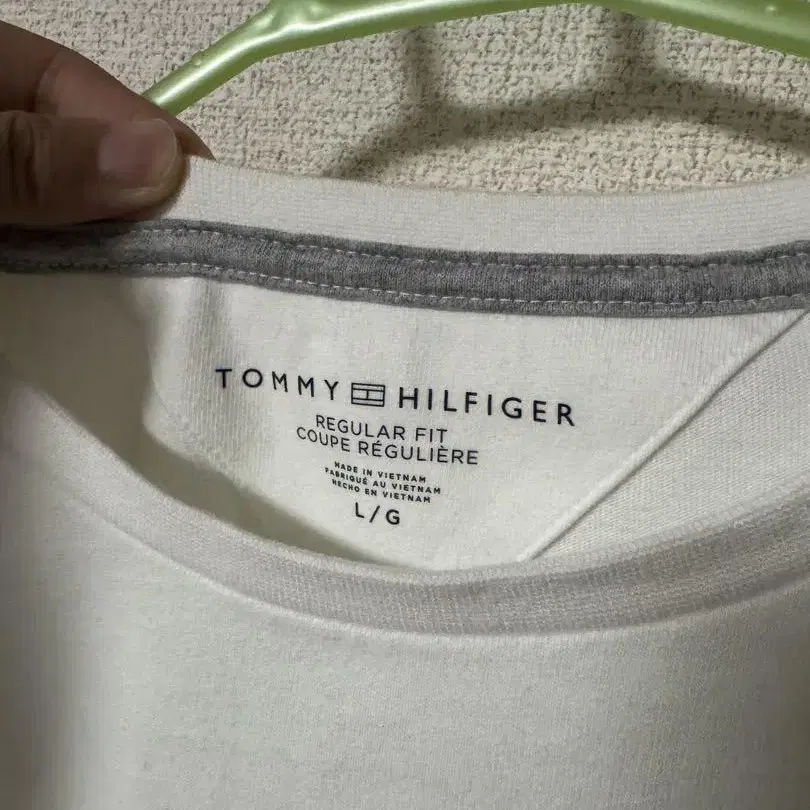 TOMMY HILFIGER
REGULAR FIT
COUPE RÉGULIÈRE
MADE IN VIETNAM
FABRIQUÉ AU VIETNAM
HECHO EN VIETNAM
L/G